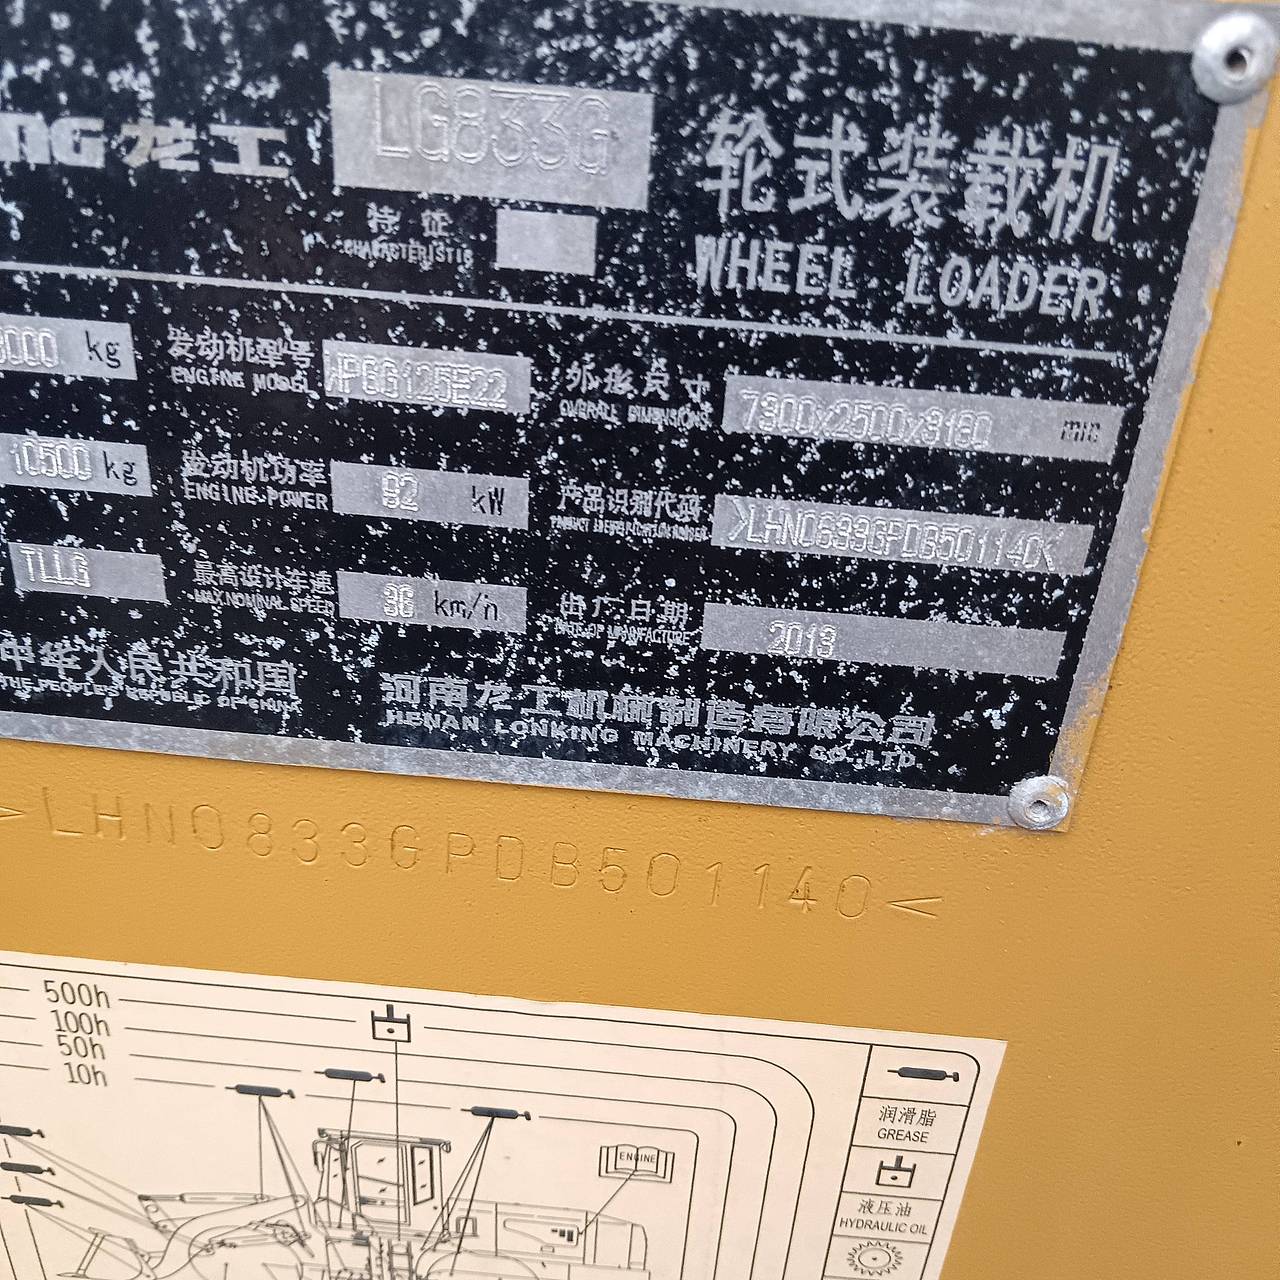 龙工 LG833G 轮式装载机
特征
CHARACTERISTIC
WHEEL LOADER
kg 发动机型号 外形尺寸 7300x2500x3180 mm
ENGINE MODEL OVERALL DIMENSIONS
10500 kg 发动机功率 92 kW 产品识别代码 >LHN0833GPDB501140<
ENGINE POWER PRODUCT IDENTIFICATION NUMBER
TLLG 最高设计车速 36 km/h 出厂日期 2013
MAX.NOMINAL SPEED DATE OF MANUFACTURE
中华人民共和国 河南龙工机械制造有限公司
THE PEOPLE'S REPUBLIC OF CHINA HENAN LONKING MACHINERY CO.,LTD.
>LHN0833GPDB501140<
500h
100h
50h
10h
ENGINE
润滑脂
GREASE
液压油
HYDRAULIC OIL